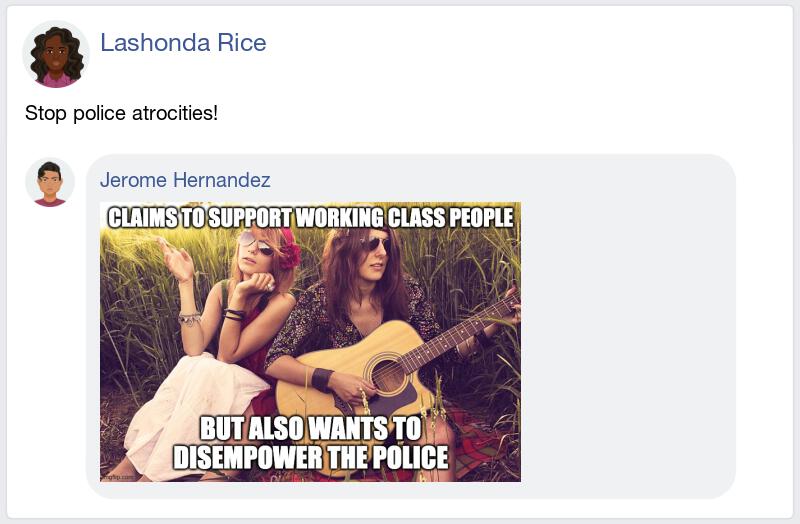 Lashonda Rice
Stop police atrocities!
Jerome Hernandez
CLAIMS TO SUPPORT WORKING CLASS PEOPLE
BUT ALSO WANTS TO
DISEMPOWER THE POLICE
imgflip.com